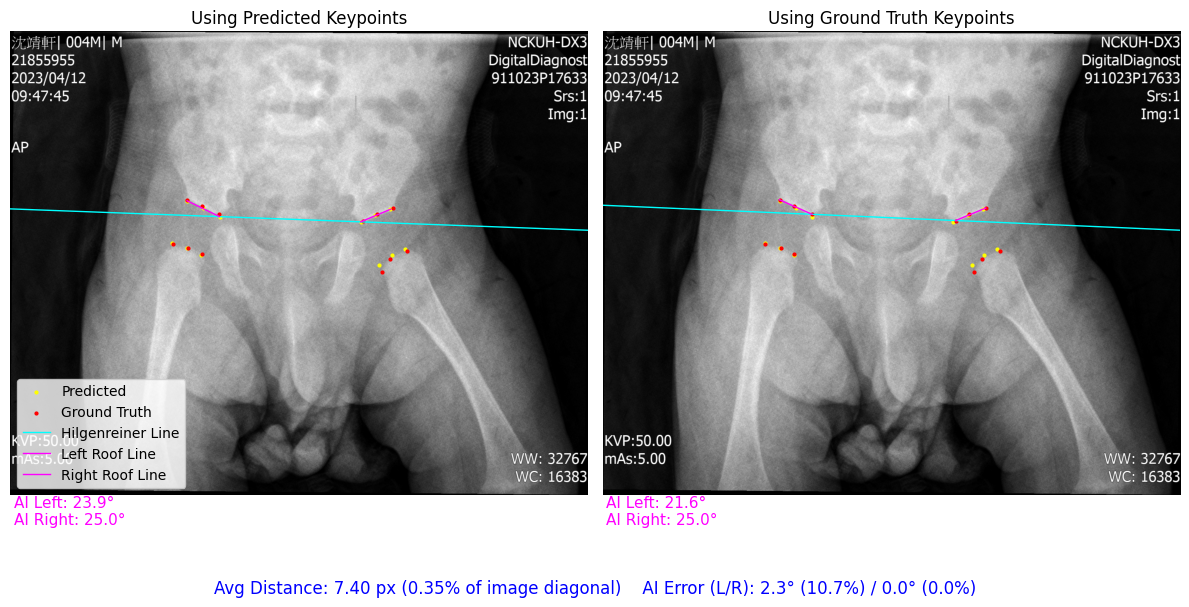 Using Predicted Keypoints
沈靖軒| 004M| M
21855955
2023/04/12
09:47:45
AP
NCKUH-DX3
DigitalDiagnost
911023P17633
Srs:1
Img:1
Predicted
Ground Truth
Hilgenreiner Line
Left Roof Line
Right Roof Line
KVP:50.00
mAs:5.00
WW: 32767
WC: 16383
AI Left: 23.9°
AI Right: 25.0°
Using Ground Truth Keypoints
沈靖軒| 004M| M
21855955
2023/04/12
09:47:45
AP
NCKUH-DX3
DigitalDiagnost
911023P17633
Srs:1
Img:1
KVP:50.00
mAs:5.00
WW: 32767
WC: 16383
AI Left: 21.6°
AI Right: 25.0°
Avg Distance: 7.40 px (0.35% of image diagonal) AI Error (L/R): 2.3° (10.7%) / 0.0° (0.0%)